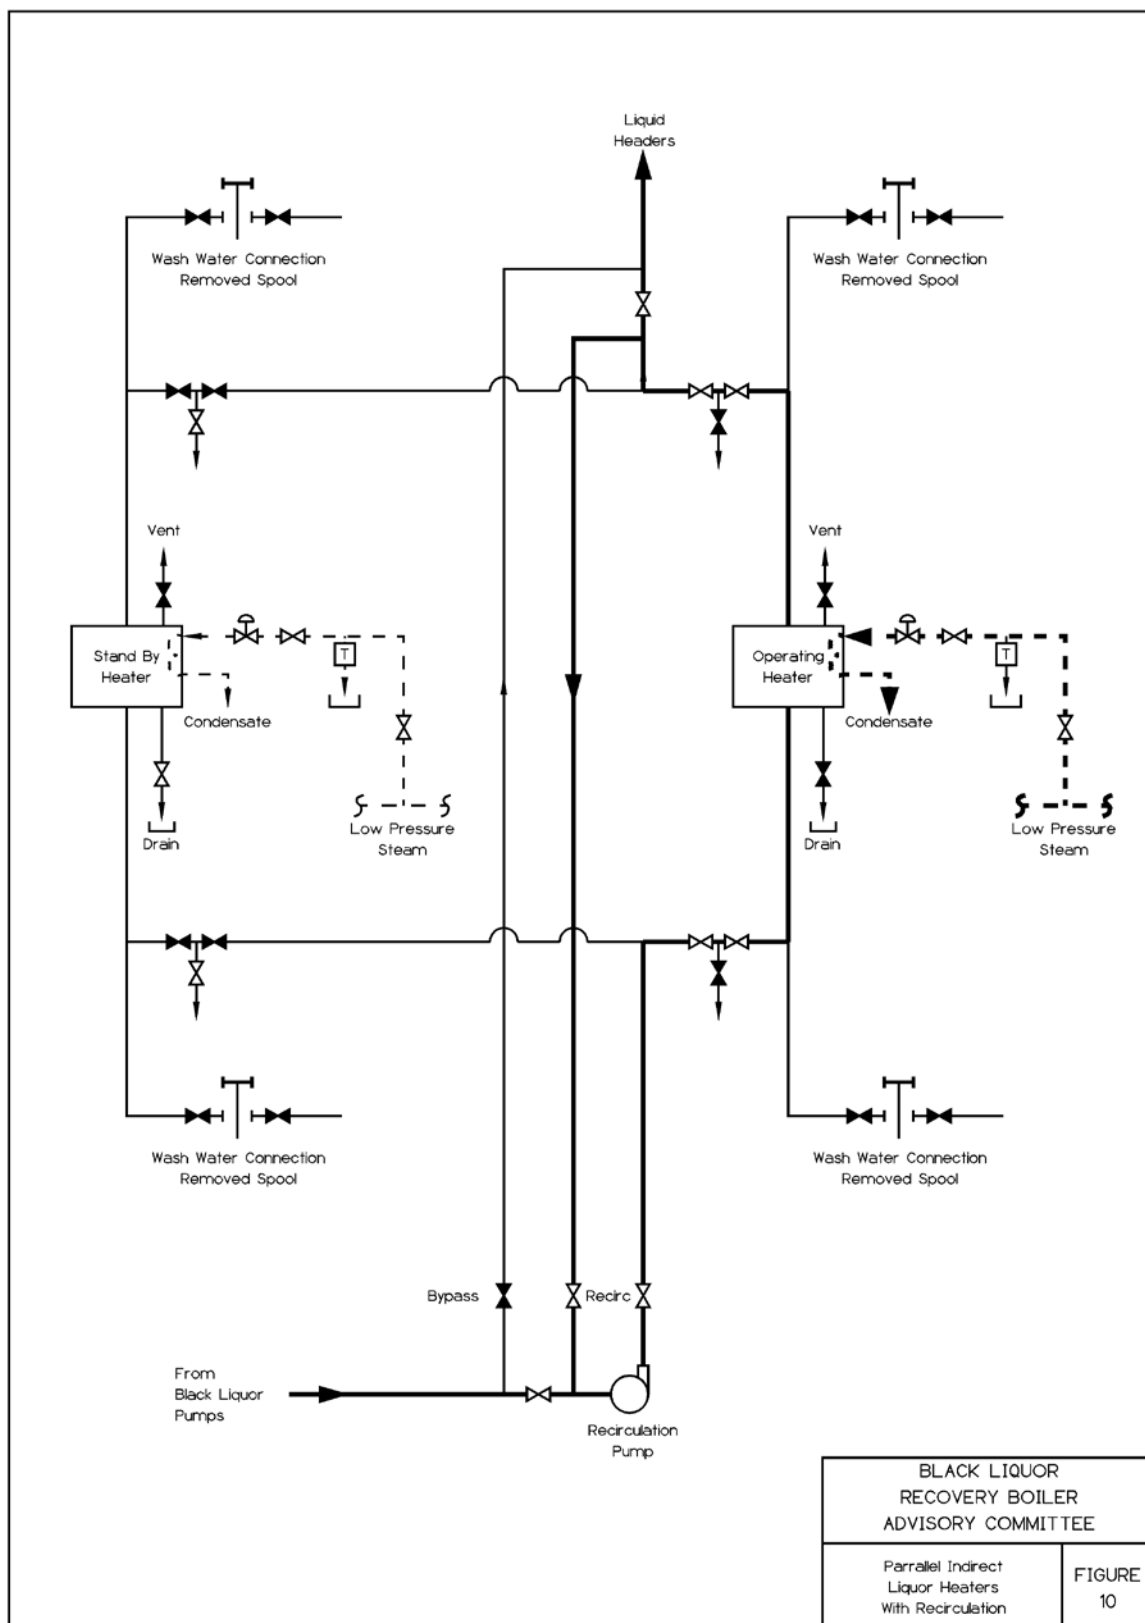 Liquid
Headers
Wash Water Connection
Removed Spool
Wash Water Connection
Removed Spool
Vent
Vent
Stand By
Heater
T
Operating
Heater
T
Condensate
Condensate
Drain
Low Pressure
Steam
Drain
Low Pressure
Steam
Wash Water Connection
Removed Spool
Wash Water Connection
Removed Spool
Bypass
Recirc
From
Black Liquor
Pumps
Recirculation
Pump
BLACK LIQUOR
RECOVERY BOILER
ADVISORY COMMITTEE
Parrallel Indirect
Liquor Heaters
With Recirculation
FIGURE
10